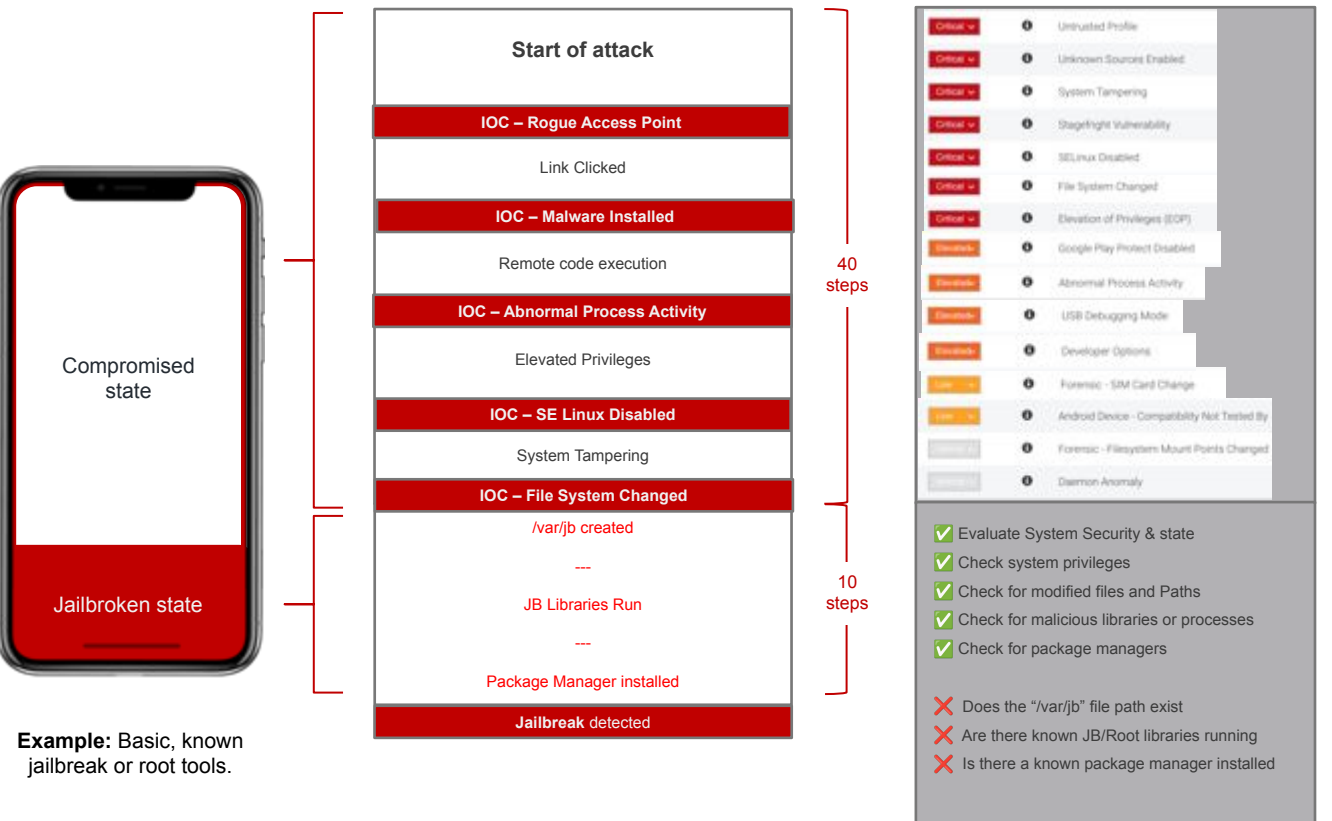 Compromised
state
Jailbroken state
Example: Basic, known
jailbreak or root tools.
Start of attack
IOC – Rogue Access Point
Link Clicked
IOC – Malware Installed
Remote code execution
IOC – Abnormal Process Activity
Elevated Privileges
IOC – SE Linux Disabled
System Tampering
IOC – File System Changed
/var/jb created
---
JB Libraries Run
---
Package Manager installed
Jailbreak detected
40
steps
10
steps
Critical Untrusted Profile
Critical Unknown Sources Enabled
Critical System Tampering
Critical Stagefright Vulnerability
Critical SELinux Disabled
Critical File System Changed
Critical Elevation of Privileges (EOP)
Elevated Google Play Protect Disabled
Elevated Abnormal Process Activity
Elevated USB Debugging Mode
Elevated Developer Options
Low Forensic - SIM Card Change
Low Android Device - Compatibility Not Tested By
Forensic - Filesystem Mount Points Changed
Daemon Anomaly
✅ Evaluate System Security & state
✅ Check system privileges
✅ Check for modified files and Paths
✅ Check for malicious libraries or processes
✅ Check for package managers
❌ Does the “/var/jb” file path exist
❌ Are there known JB/Root libraries running
❌ Is there a known package manager installed